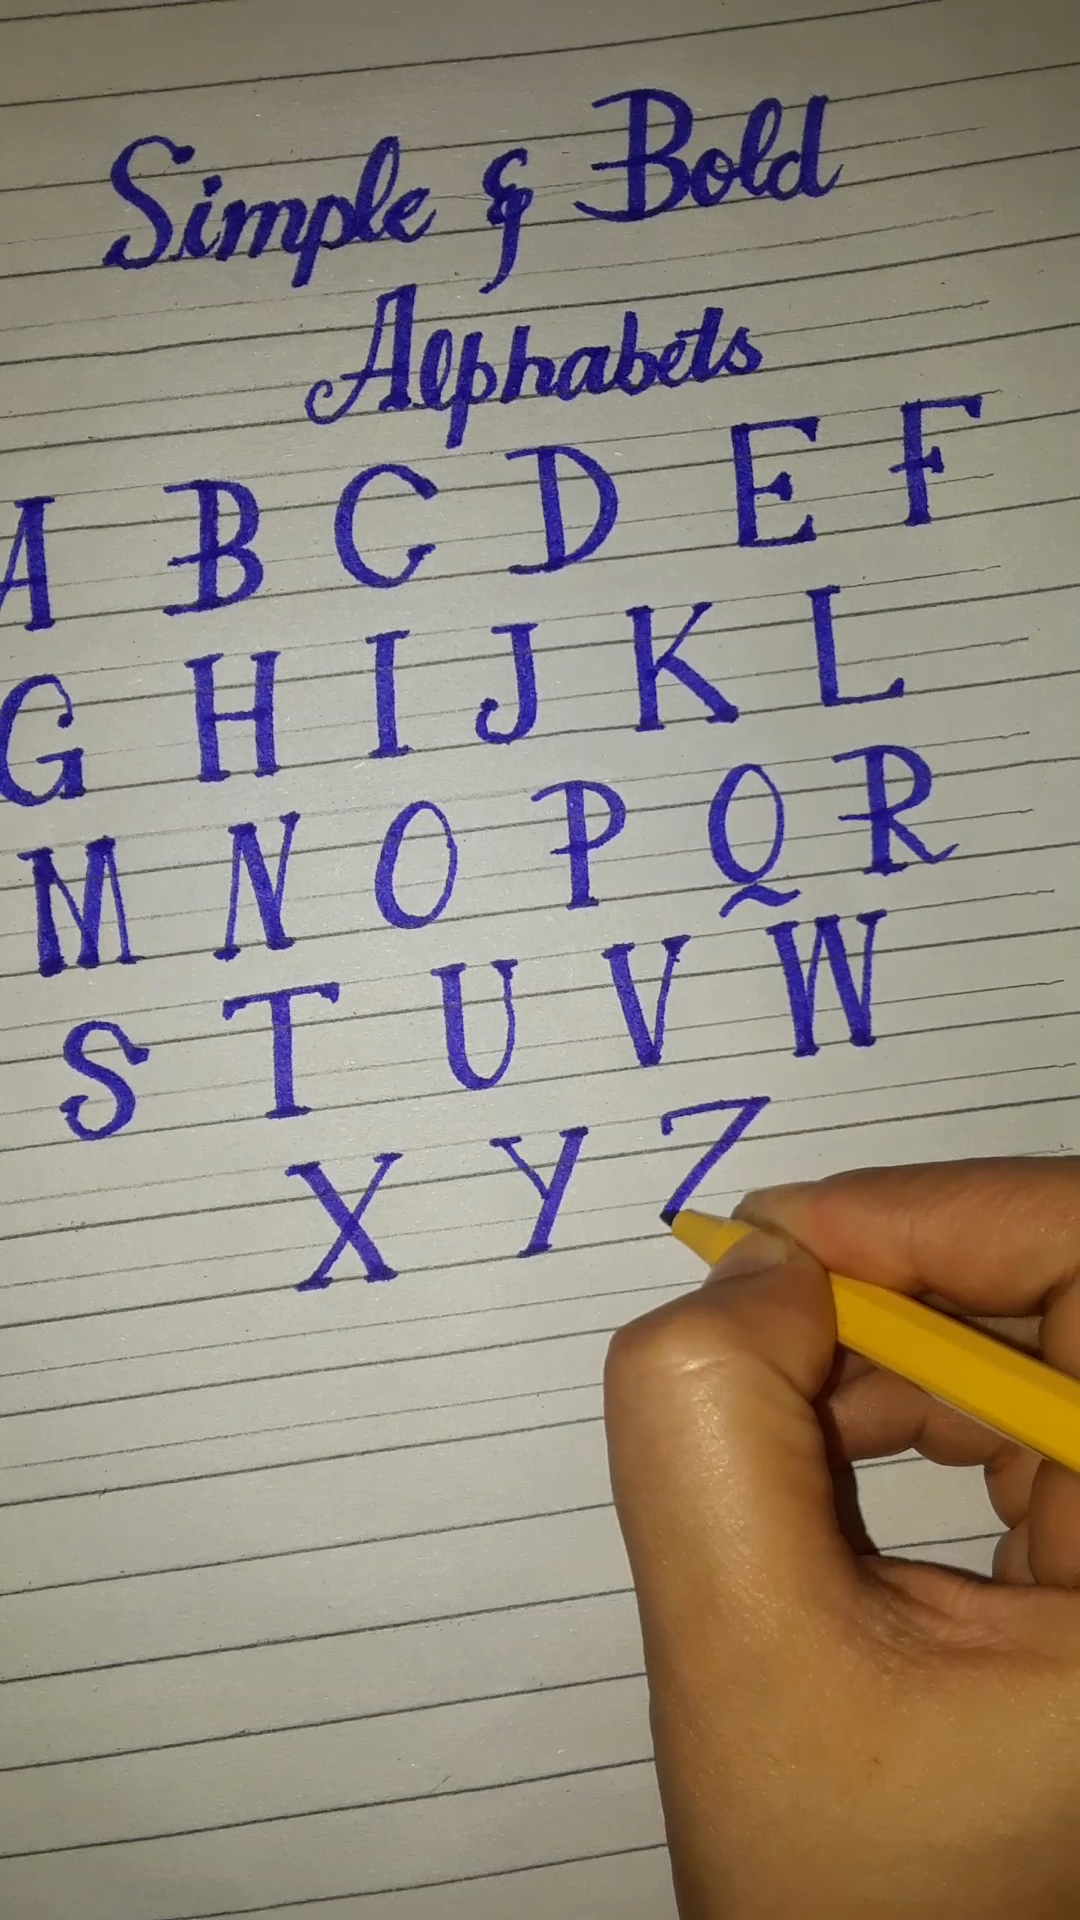 Simple & Bold
Alphabets
A B C D E F
G H I J K L
M N O P Q R
S T U V W
X Y Z